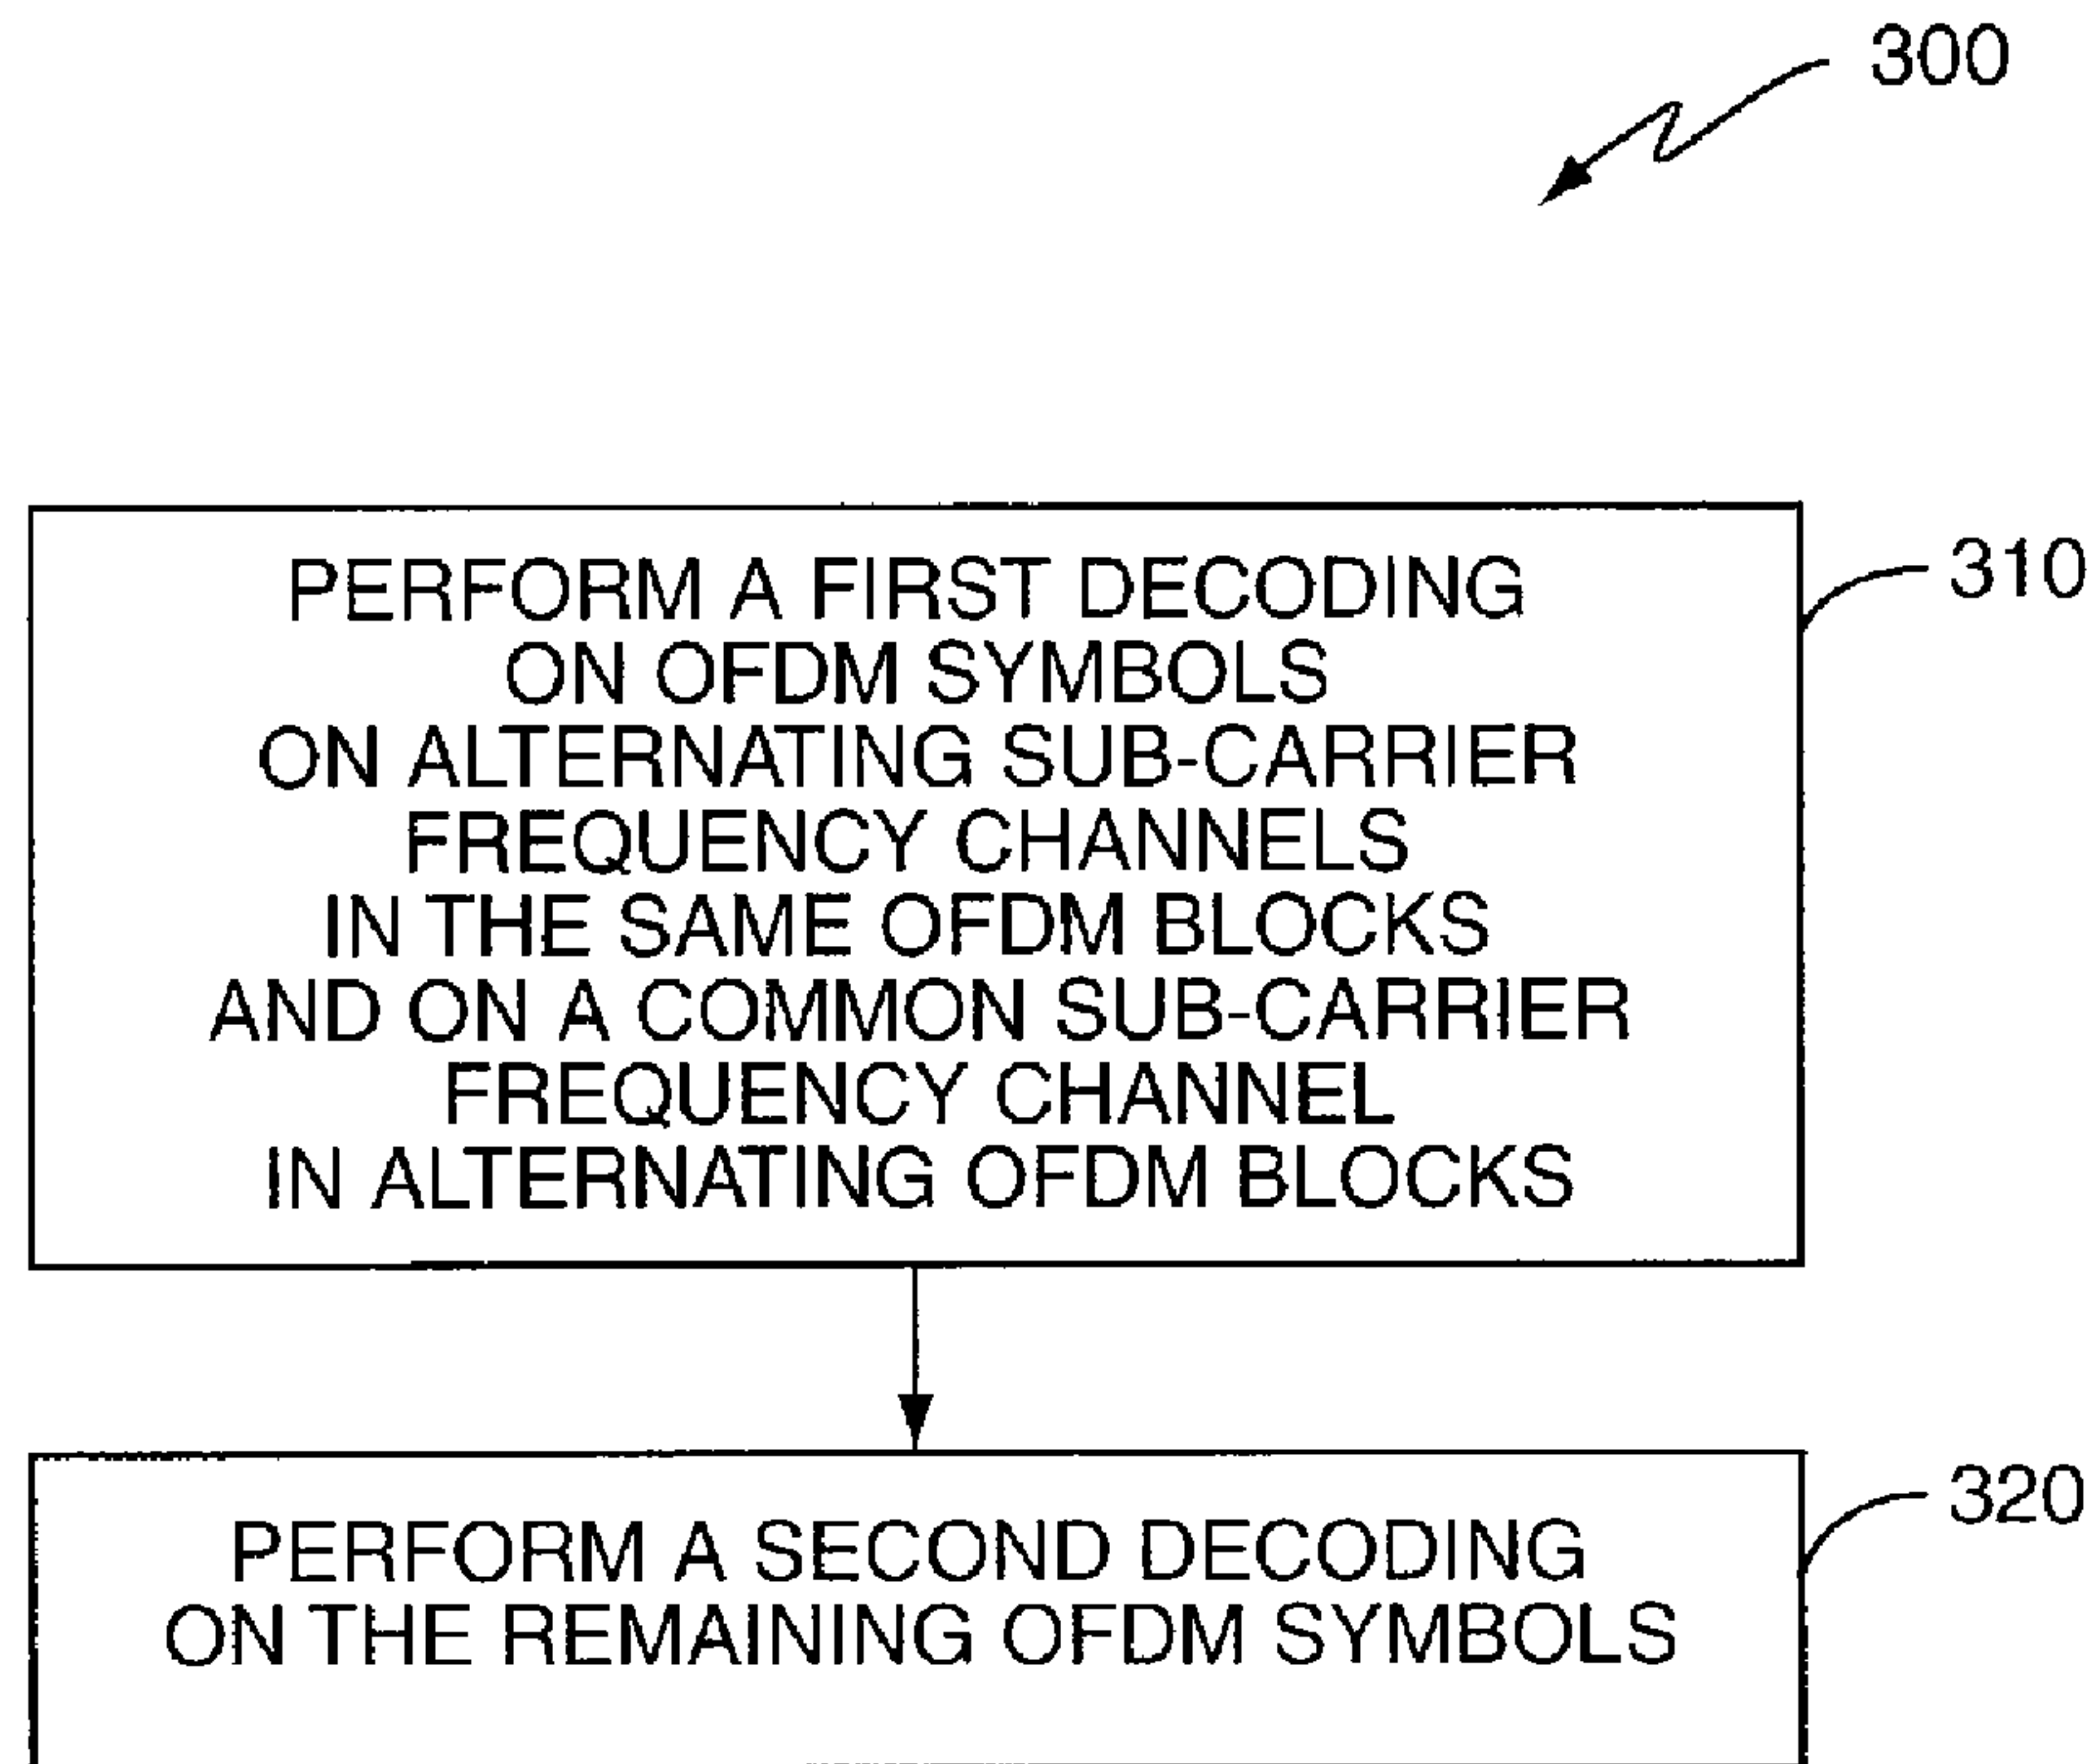 300
310
PERFORM A FIRST DECODING
ON OFDM SYMBOLS
ON ALTERNATING SUB-CARRIER
FREQUENCY CHANNELS
IN THE SAME OFDM BLOCKS
AND ON A COMMON SUB-CARRIER
FREQUENCY CHANNEL
IN ALTERNATING OFDM BLOCKS
320
PERFORM A SECOND DECODING
ON THE REMAINING OFDM SYMBOLS